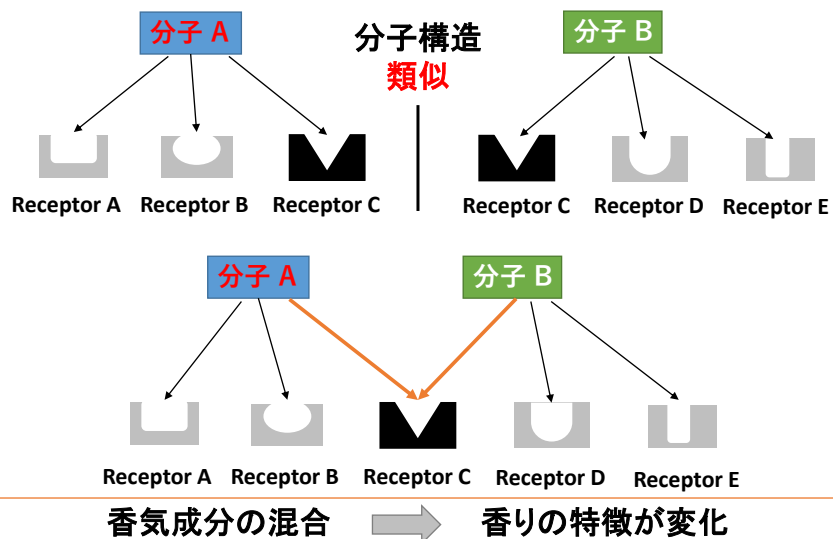 分子 A
分子構造
類似
分子 B
Receptor A Receptor B Receptor C
Receptor C Receptor D Receptor E
分子 A
分子 B
Receptor A Receptor B Receptor C Receptor D Receptor E
香気成分の混合
香りの特徴が変化